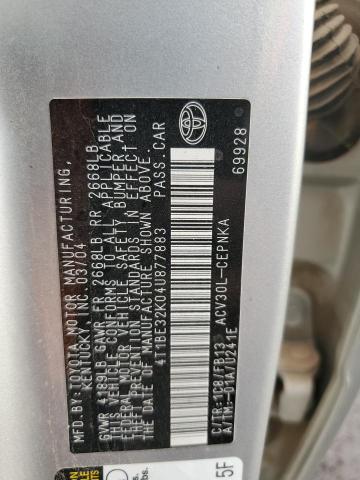 MFD BY: TOYOTA MOTOR MANUFACTURING,
KENTUCKY, INC. 03/04
GVWR 4189LB GAWR FR 2668LB RR 2668LB
THIS VEHICLE CONFORMS TO ALL APPLICABLE
FEDERAL MOTOR VEHICLE SAFETY, BUMPER, AND
THEFT PREVENTION STANDARDS IN EFFECT ON
THE DATE OF MANUFACTURE SHOWN ABOVE.
4T1BE32K04U877883 PASS. CAR
C/TR:1C8/FB13 ACV30L-CEPNKA
A/TM:-01A/U241E 69928
5F